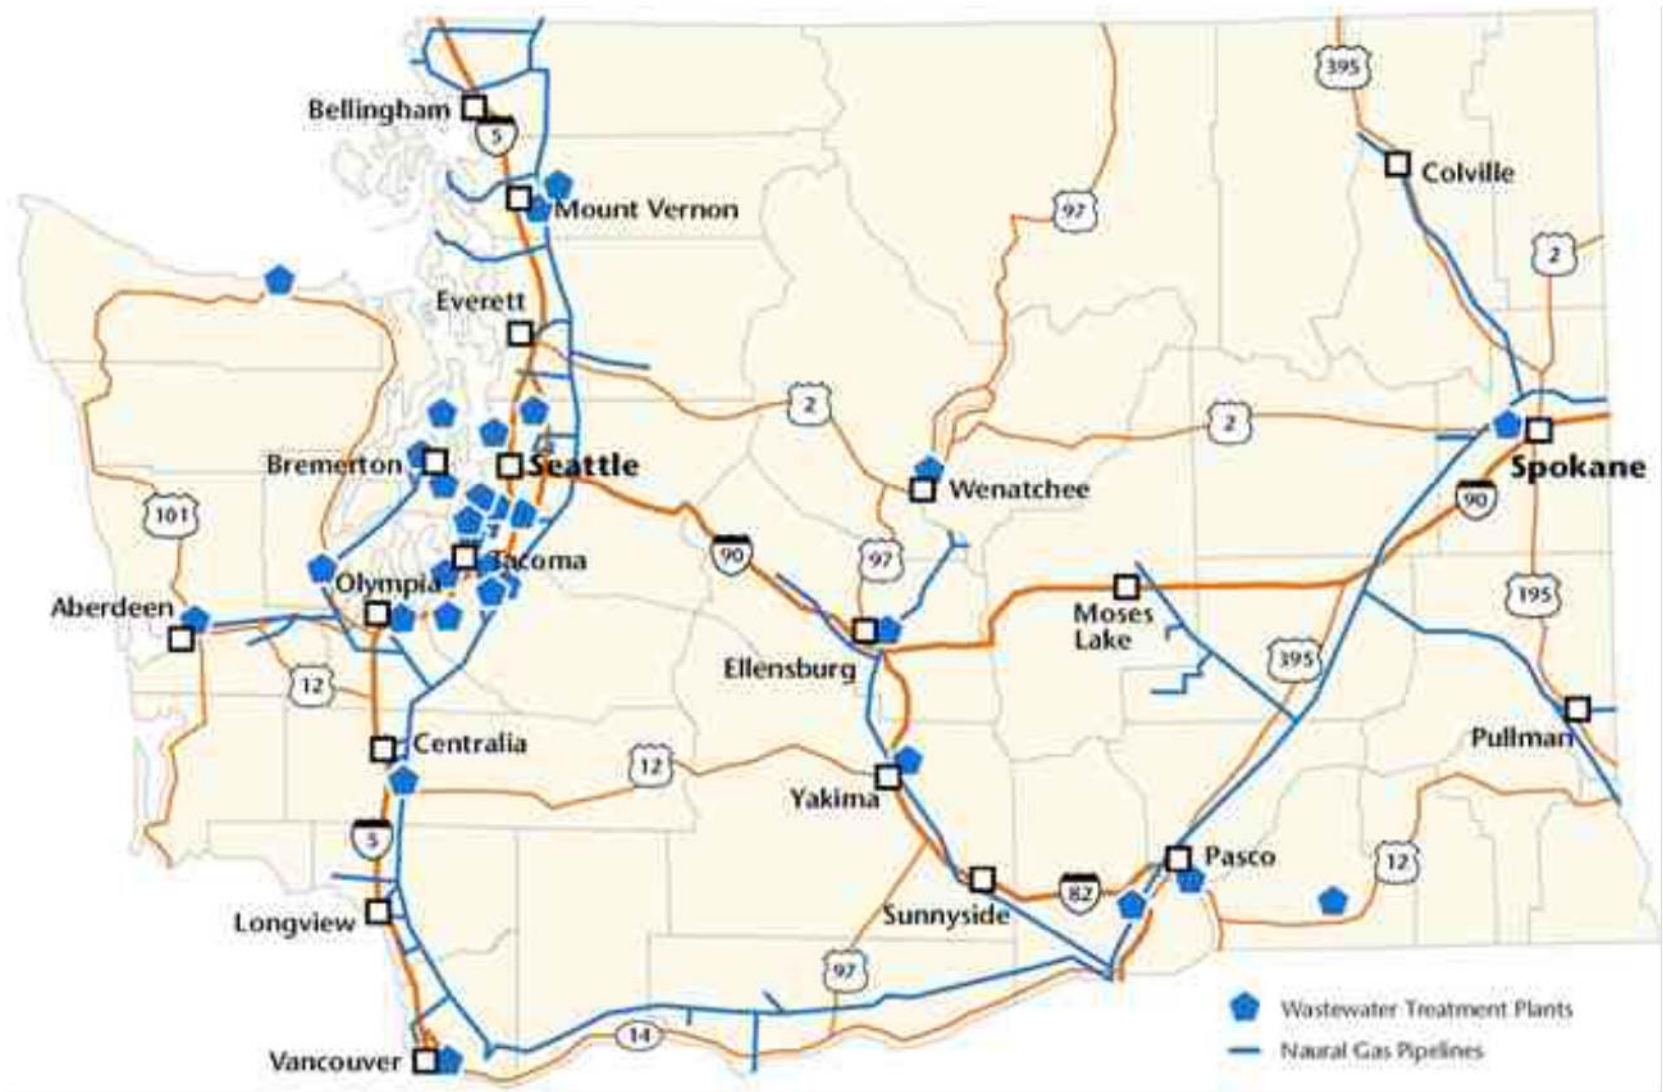 395
Bellingham
5
Colville
Mount Vernon
97
2
Everett
2
2
Bremerton
Seattle
Spokane
Wenatchee
90
101
90
97
Tacoma
Olympia
Aberdeen
195
Moses
Lake
395
Ellensburg
12
Pullman
Centralia
12
Yakima
5
Pasco
12
82
Sunnyside
Longview
97
Wastewater Treatment Plants
14
Naural Gas Pipelines
Vancouver